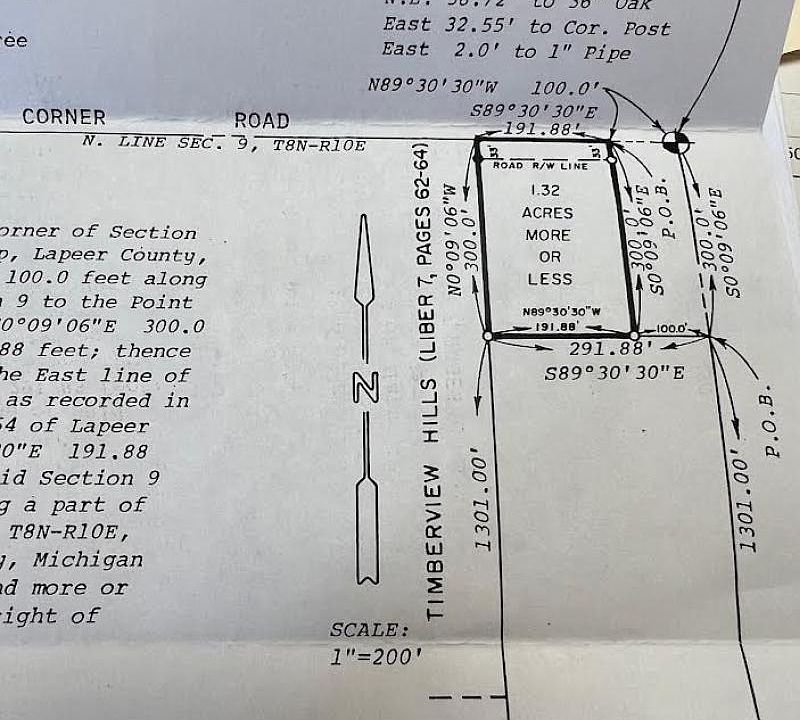 N.E. 50.72' to 36" Oak
East 32.55' to Cor. Post
East 2.0' to 1" Pipe
N89°30'30"W 100.0'
S89°30'30"E
191.88'
CORNER ROAD
N. LINE SEC. 9, T8N-R10E
33' 33'
ROAD R/W LINE
1.32
ACRES
MORE
OR
LESS
N89°30'30"W
191.88'
100.0'
291.88'
S89°30'30"E
N0°09'06"W
300.0'
300.0'
S0°09'06"E
P.O.B.
300.0'
S0°09'06"E
P.O.B.
1301.00'
1301.00'
TIMBERVIEW HILLS (LIBER 7, PAGES 62-64)
N
SCALE:
1"=200'
orner of Section
p, Lapeer County,
100.0 feet along
9 to the Point
0°09'06"E 300.0
88 feet; thence
he East line of
as recorded in
64 of Lapeer
0"E 191.88
id Section 9
g a part of
T8N-R10E,
y, Michigan
nd more or
ight of